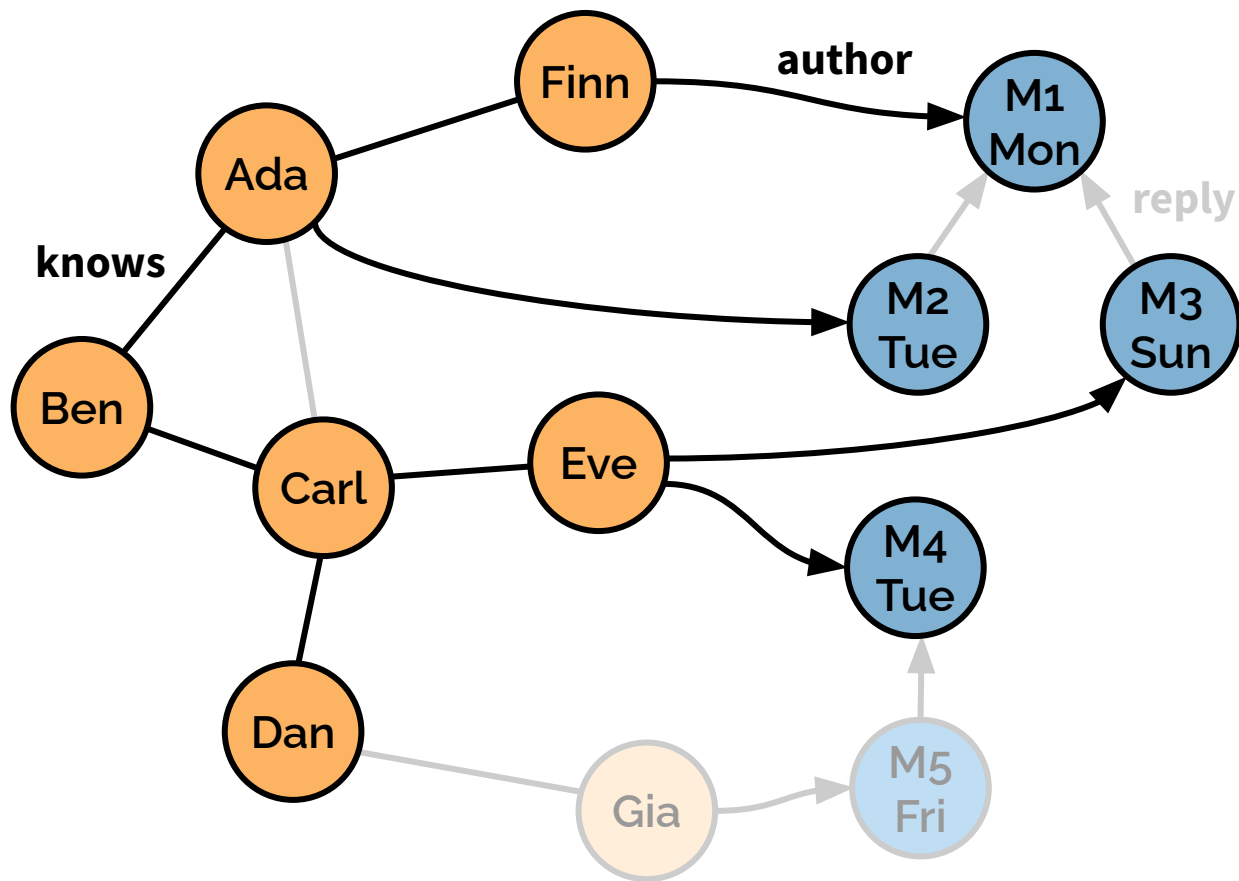 Finn
author
M1
Mon
Ada
reply
knows
M2
Tue
M3
Sun
Ben
Carl
Eve
M4
Tue
Dan
Gia
M5
Fri